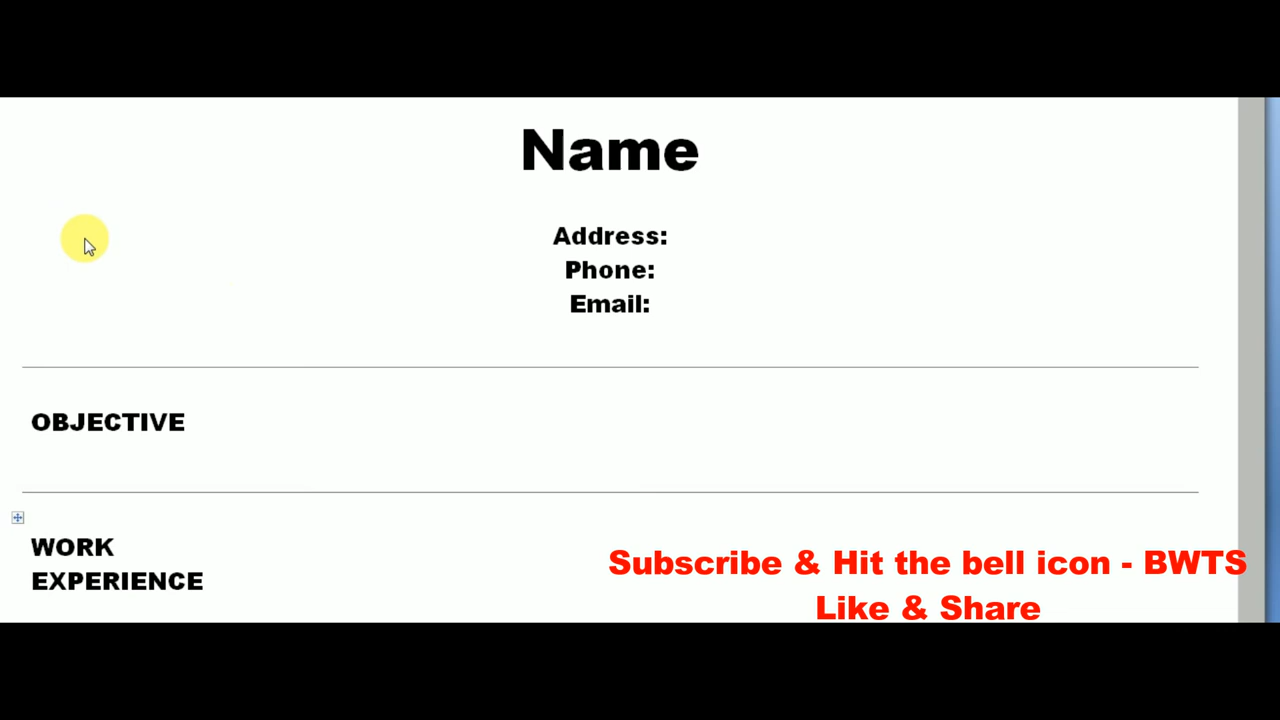 Name
Address:
Phone:
Email:
OBJECTIVE
WORK
EXPERIENCE
Subscribe & Hit the bell icon - BWTS
Like & Share